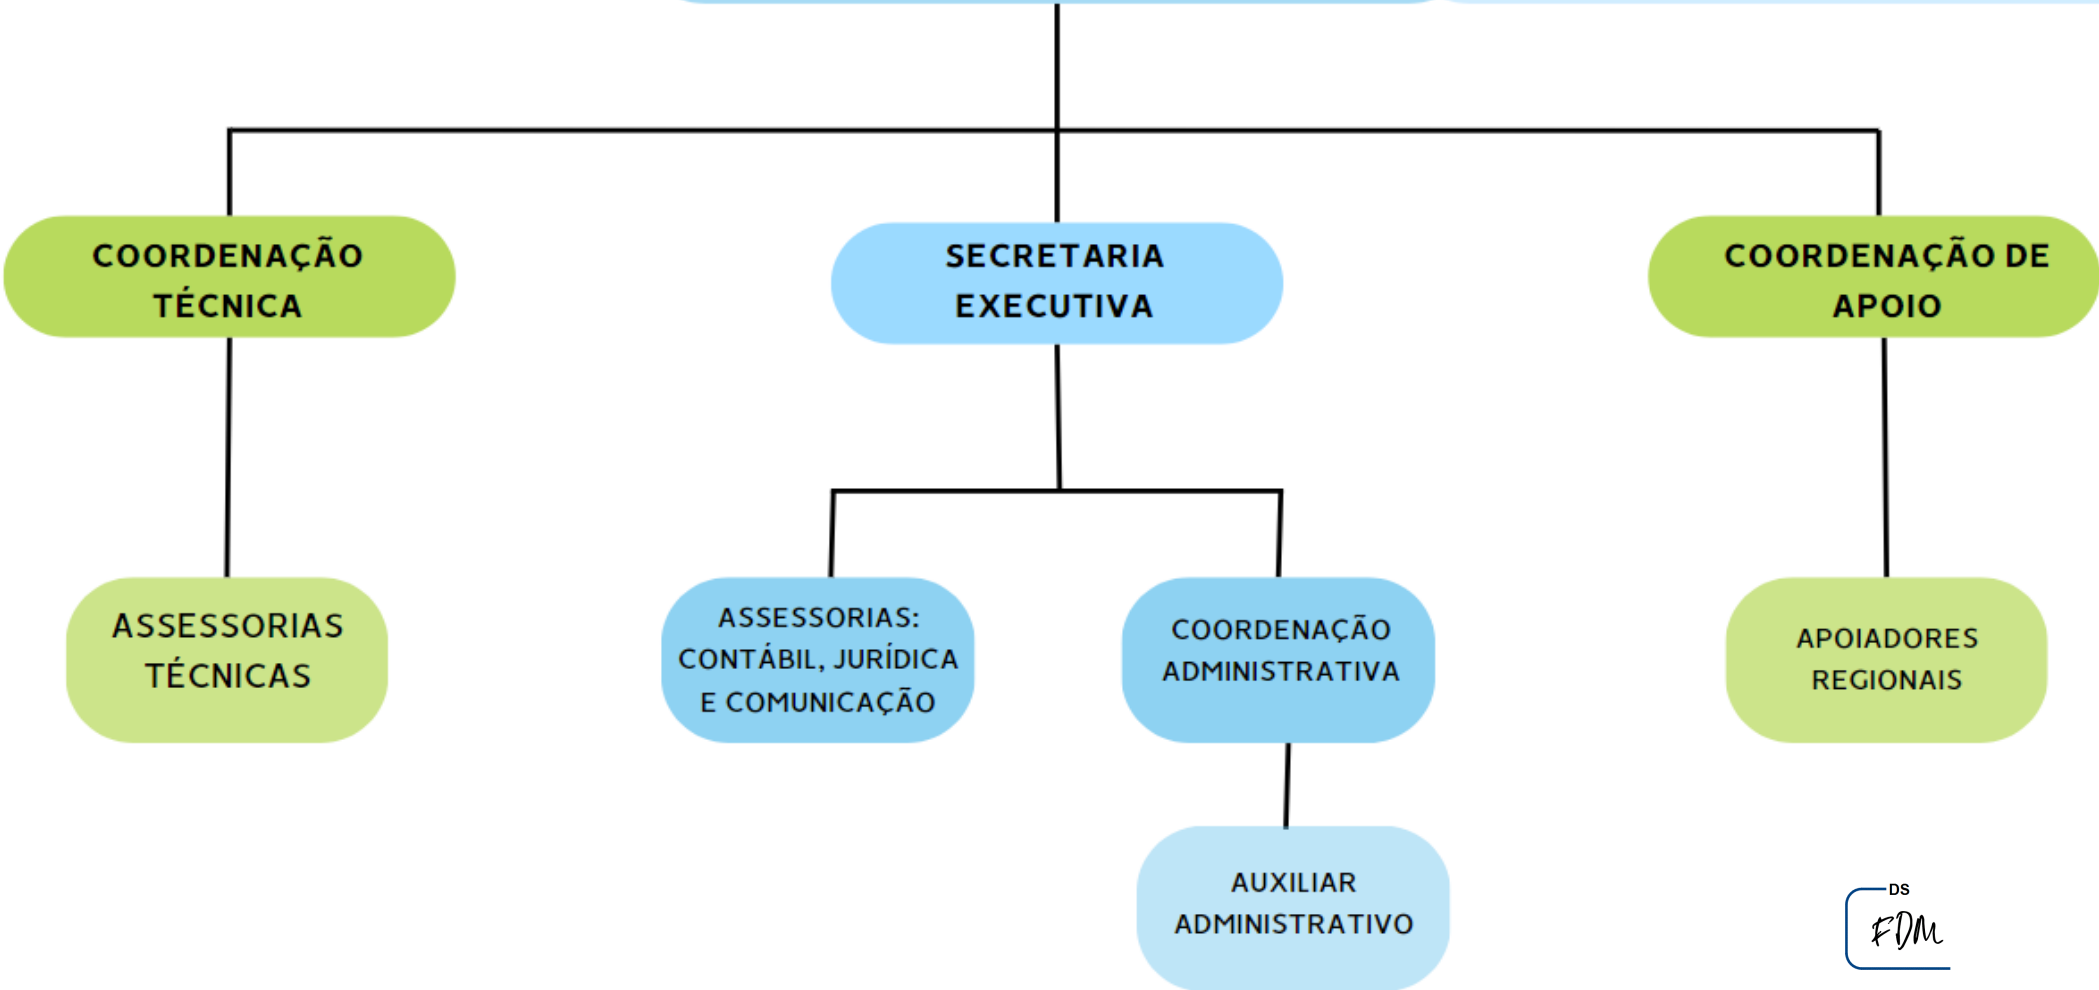 COORDENAÇÃO
TÉCNICA
SECRETARIA
EXECUTIVA
COORDENAÇÃO DE
APOIO
ASSESSORIAS
TÉCNICAS
ASSESSORIAS:
CONTÁBIL, JURÍDICA
E COMUNICAÇÃO
COORDENAÇÃO
ADMINISTRATIVA
APOIADORES
REGIONAIS
AUXILIAR
ADMINISTRATIVO
DS
FDM